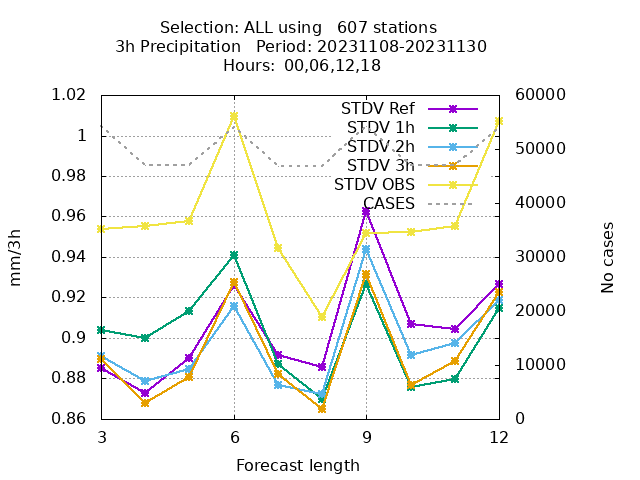 Selection: ALL using   607 stations
3h Precipitation   Period: 20231108-20231130
Hours: 00,06,12,18
1.02
1
0.98
0.96
0.94
0.92
0.9
0.88
0.86
mm/3h
STDV Ref
STDV 1h
STDV 2h
STDV 3h
STDV OBS
CASES
60000
50000
40000
30000
20000
10000
0
No cases
3
6
9
12
Forecast length